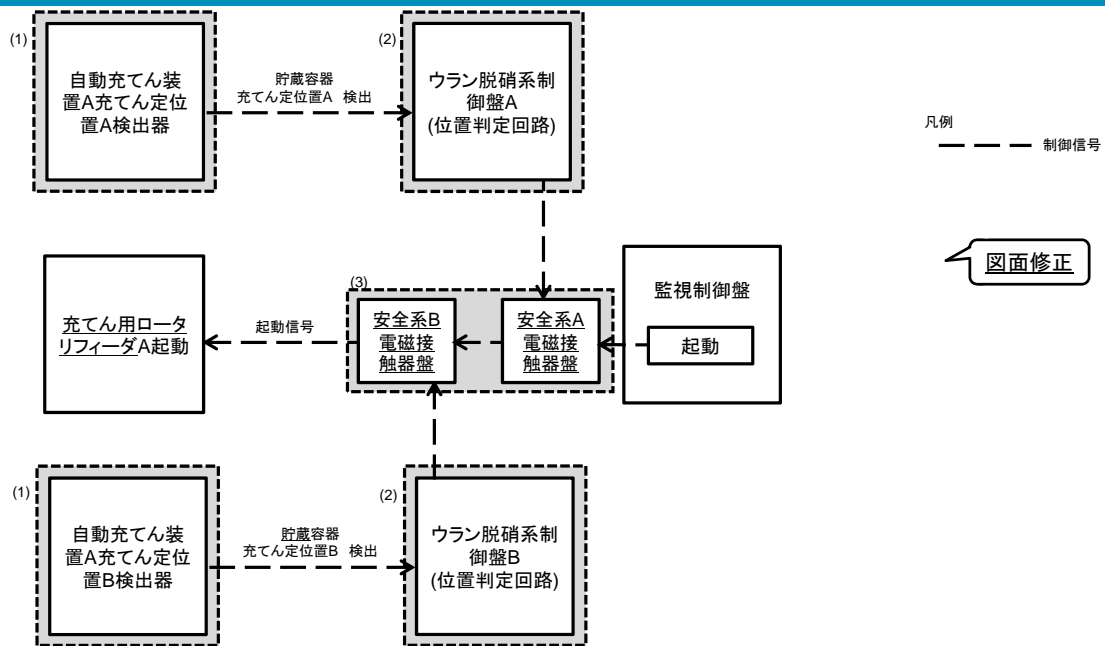 (1)
自動充てん装
置A充てん定位
置A検出器
貯蔵容器
充てん定位置A 検出
(2)
ウラン脱硝系制
御盤A
(位置判定回路)
凡例
制御信号
図面修正
充てん用ロータ
リフィーダA起動
起動信号
(3)
安全系B
電磁接
触器盤
安全系A
電磁接
触器盤
監視制御盤
起動
(1)
自動充てん装
置A充てん定位
置B検出器
貯蔵容器
充てん定位置B 検出
(2)
ウラン脱硝系制
御盤B
(位置判定回路)